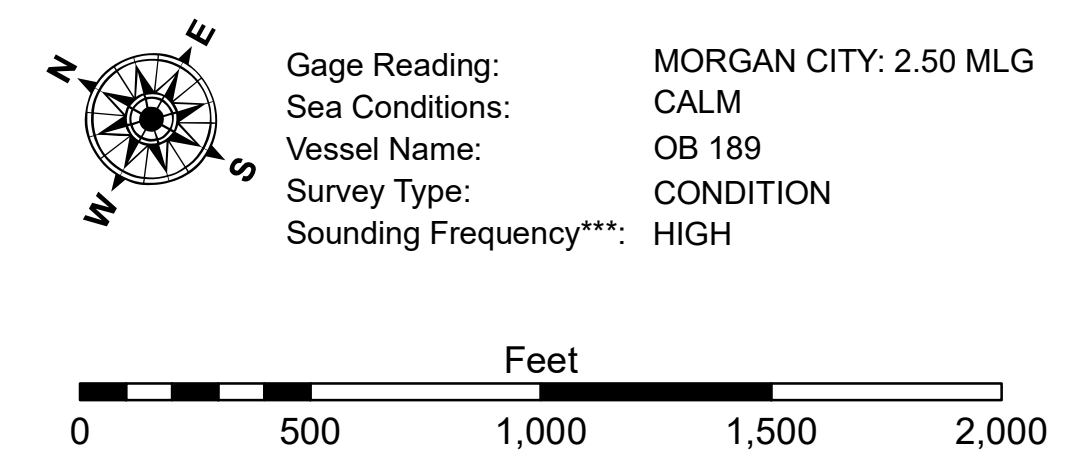 N
E
S
W
Gage Reading: MORGAN CITY: 2.50 MLG
Sea Conditions: CALM
Vessel Name: OB 189
Survey Type: CONDITION
Sounding Frequency***: HIGH
Feet
0 500 1,000 1,500 2,000